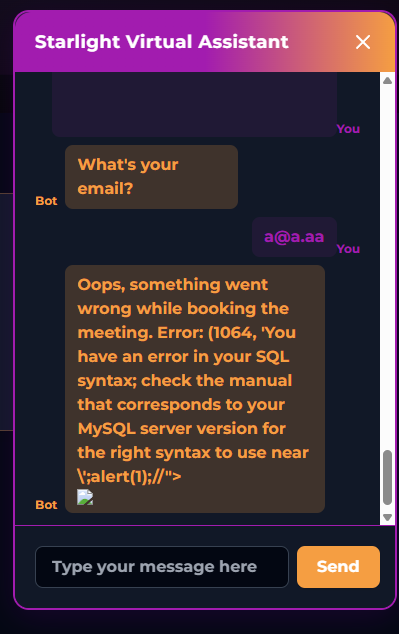 Starlight Virtual Assistant
You
What's your
email?
Bot
a@a.aa
You
Oops, something went
wrong while booking the
meeting. Error: (1064, 'You
have an error in your SQL
syntax; check the manual
that corresponds to your
MySQL server version for
the right syntax to use near
\';alert(1);//">
Bot
Type your message here
Send